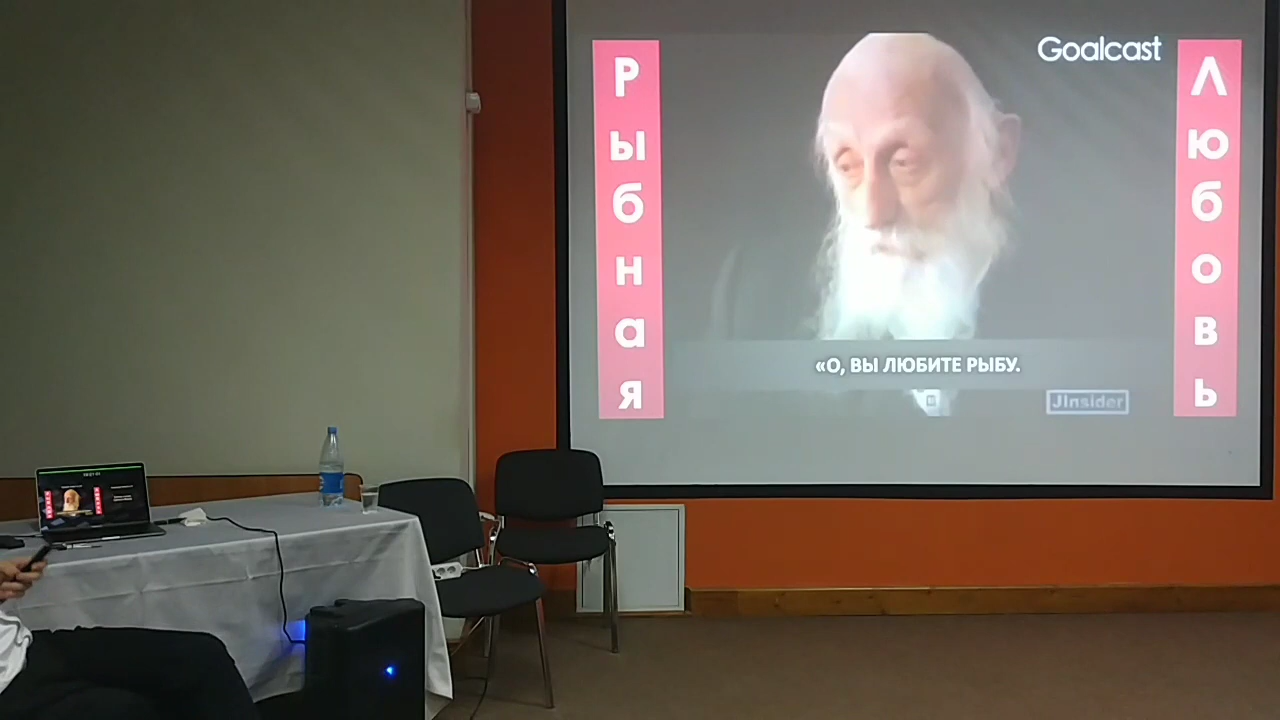 Рыбная
Goalcast
Любовь
«О, ВЫ ЛЮБИТЕ РЫБУ.
JInsider